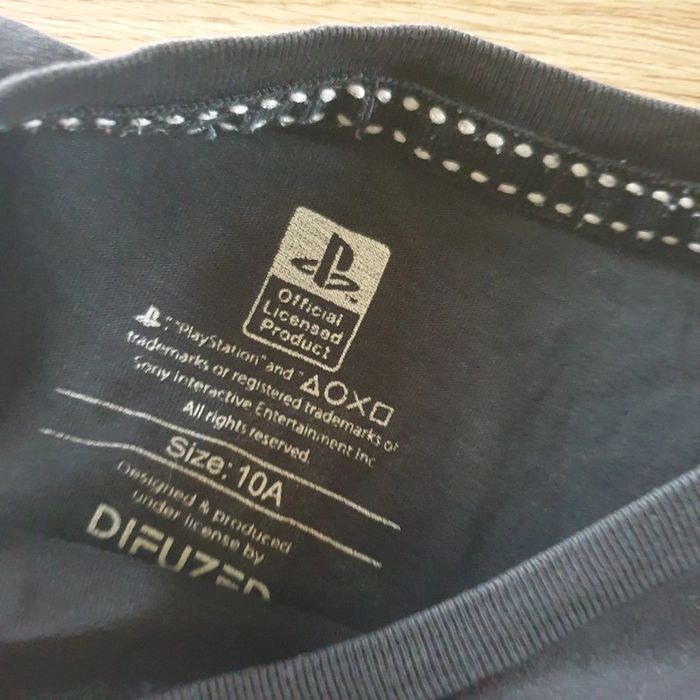 Official
Licensed
Product
"PlayStation" and "△○✕□
trademarks or registered trademarks of
Sony Interactive Entertainment Inc
All rights reserved.
Size: 10A
Designed & produced
under license by
DIFUZED